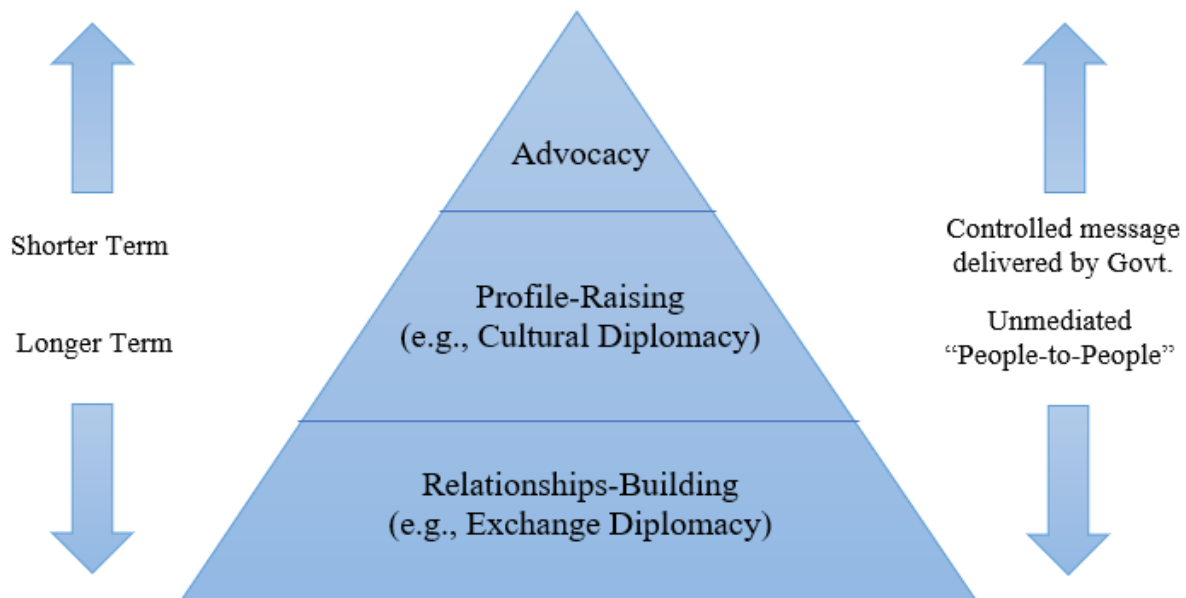 Advocacy
Shorter Term
Controlled message
delivered by Govt.
Profile-Raising
(e.g., Cultural Diplomacy)
Longer Term
Unmediated
“People-to-People”
Relationships-Building
(e.g., Exchange Diplomacy)